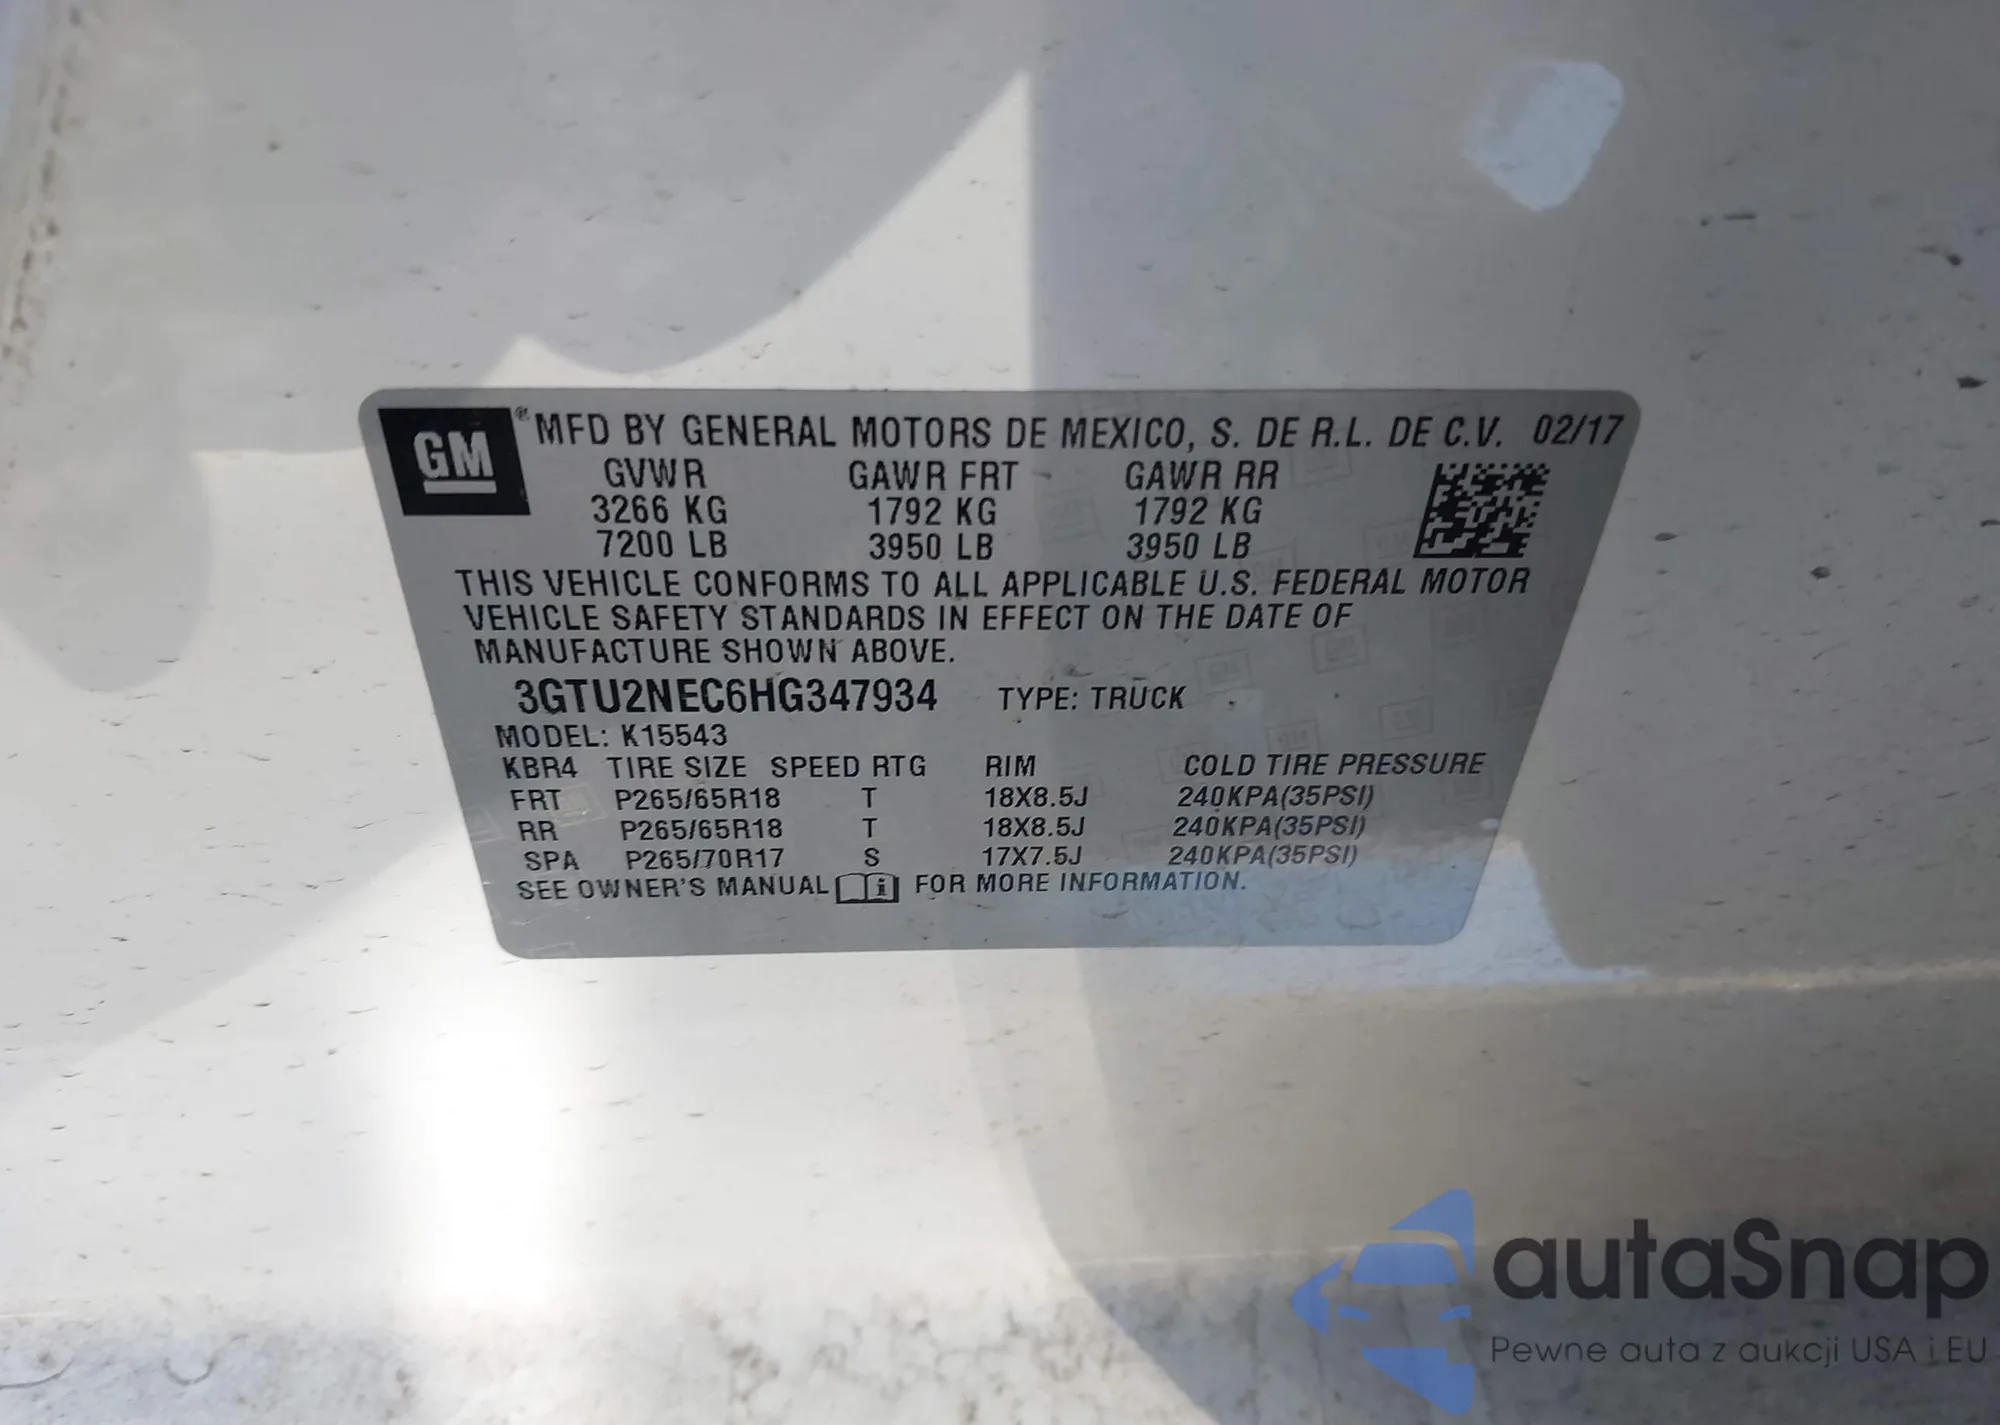 GM ® MFD BY GENERAL MOTORS DE MEXICO, S. DE R.L. DE C.V. 02/17
GVWR GAWR FRT GAWR RR
3266 KG 1792 KG 1792 KG
7200 LB 3950 LB 3950 LB
THIS VEHICLE CONFORMS TO ALL APPLICABLE U.S. FEDERAL MOTOR
VEHICLE SAFETY STANDARDS IN EFFECT ON THE DATE OF
MANUFACTURE SHOWN ABOVE.
3GTU2NEC6HG347934 TYPE: TRUCK
MODEL: K15543
KBR4 TIRE SIZE SPEED RTG RIM COLD TIRE PRESSURE
FRT P265/65R18 T 18X8.5J 240KPA(35PSI)
RR P265/65R18 T 18X8.5J 240KPA(35PSI)
SPA P265/70R17 S 17X7.5J 240KPA(35PSI)
SEE OWNER'S MANUAL i FOR MORE INFORMATION.
autaSnap
Pewne auta z aukcji USA i EU